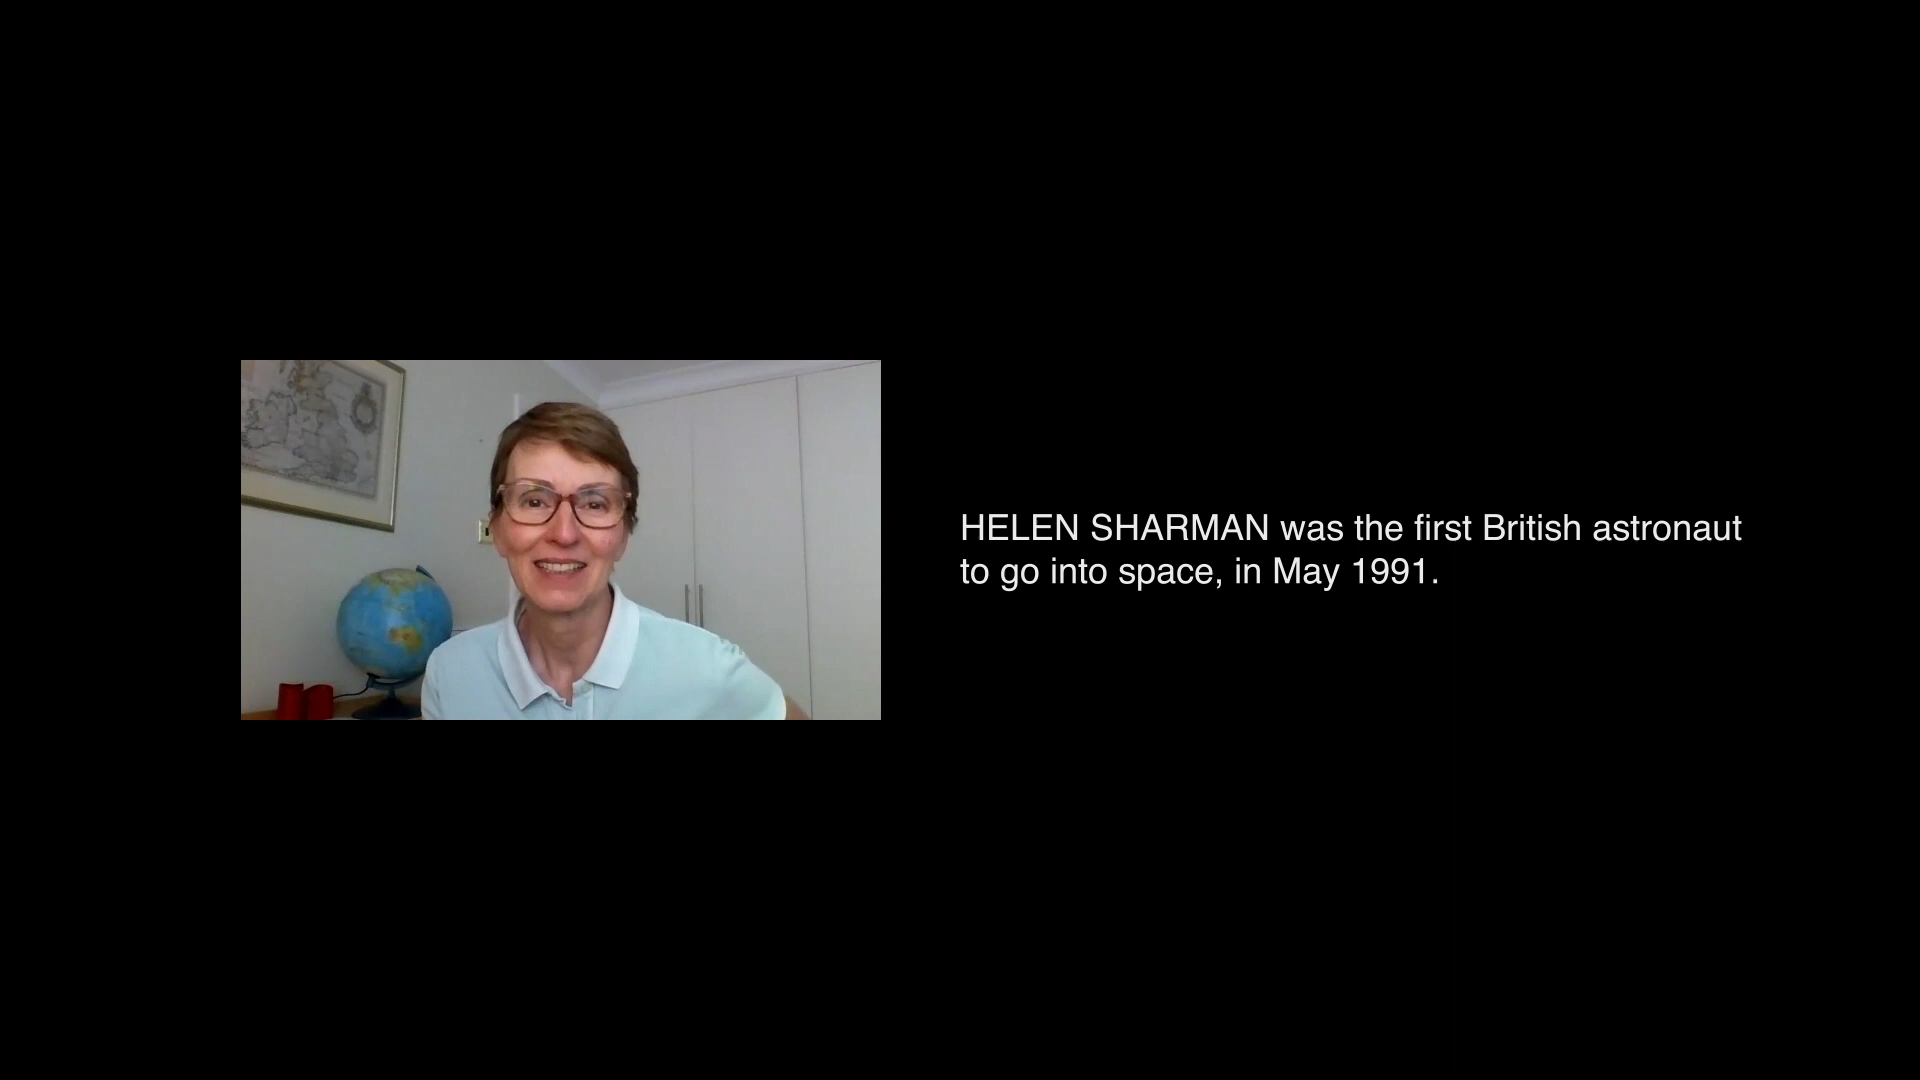 HELEN SHARMAN was the first British astronaut
to go into space, in May 1991.